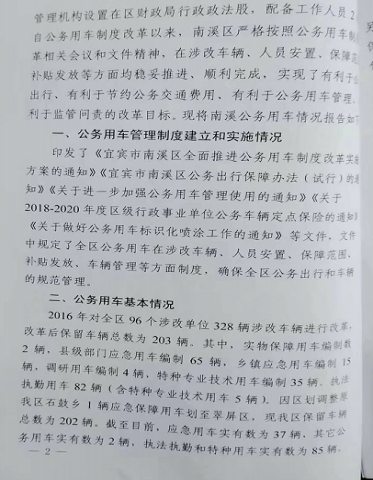 管理机构设置在区财政局行政政法股，配备工作人员2
自公务用车制度改革以来，南溪区严格按照公务用车制
革相关会议和文件精神，在涉改车辆、人员安置、保障范
补贴发放等方面均稳妥推进、顺利完成，实现了有利于
出行、有利于节约公务交通费用、有利于公务用车管理、
利于监管问责的改革目标。现将南溪公务用车情况报告如下
一、公务用车管理制度建立和实施情况
印发了《宜宾市南溪区全面推进公务用车制度改革实施
方案的通知》《宜宾市南溪区公务出行保障办法（试行）的通
知》《关于进一步加强公务用车管理使用的通知》《关于
2018-2020年度区级行政事业单位公务车辆定点保险的通知》
《关于做好公务用车标识化喷涂工作的通知》等文件，文件
中规定了全区公务用车在涉改车辆、人员安置、保障范围、
补贴发放、车辆管理等方面制度，确保全区公务出行和车辆
的规范管理。
二、公务用车基本情况
2016年对全区96个涉改单位328辆涉改车辆进行改革，
改革后保留车辆总数为203辆。其中，实物保障用车编制数
2辆，县级部门应急用车编制65辆，乡镇应急用车编制15
辆，调研用车编制4辆，特种专业技术用车编制35辆，执法
执勤用车82辆（含特种专业技术用车5辆）。因区划调整原
我区石鼓乡1辆应急保障用车划至翠屏区，现我区保留车辆
总数为202辆。截至目前，应急用车实有数为37辆，其它公
务用车实有数为2辆，执法执勤和特种用车实有数为85辆，
— 2 —